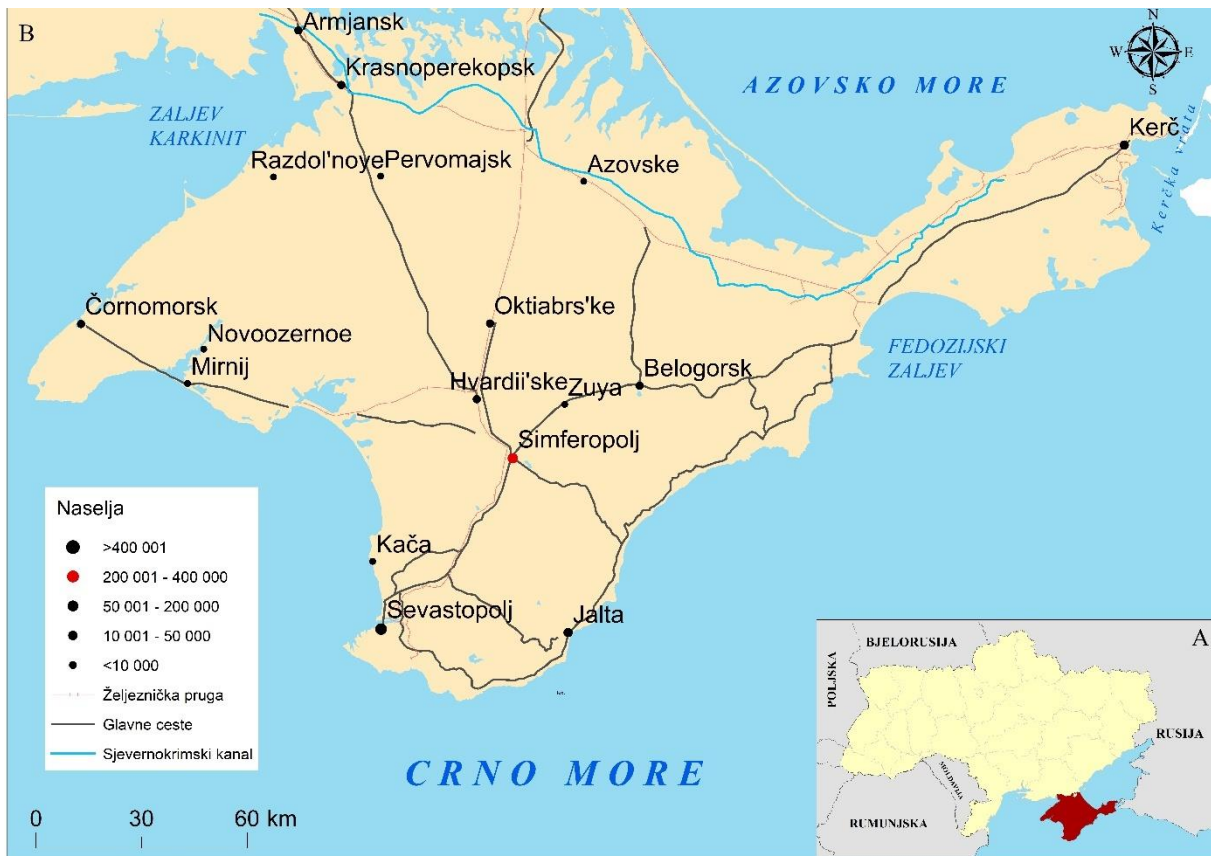 B
Armjansk
N
W
E
S
Krasnoperekopsk
AZOVSKO MORE
ZALJEV
KARKINIT
Kerč
Kerčka vrata
Razdol'noye
Pervomajsk
Azovske
Čornomorsk
Oktiabrs'ke
Novoozernoe
Mirnij
FEDOZIJSKI
ZALJEV
Belogorsk
Hvardii'ske
Zuya
Simferopolj
Kača
Sevastopolj
Jalta
Naselja
>400 001
200 001 - 400 000
50 001 - 200 000
10 001 - 50 000
<10 000
Željeznička pruga
Glavne ceste
Sjevernokrimski kanal
CRNO MORE
0 30 60 km
A
BJELORUSIJA
POLJSKA
RUSIJA
MOLDAVIJA
RUMUNJSKA